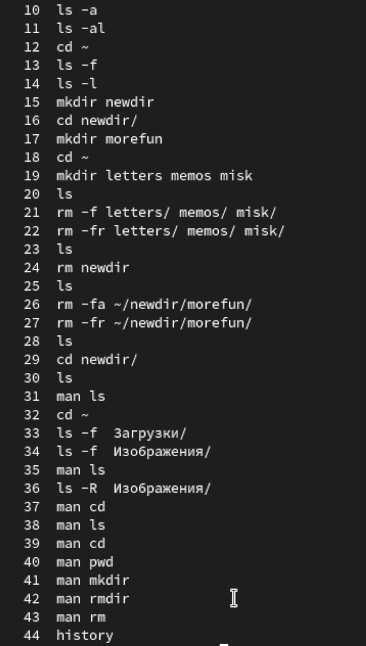 10 ls -a
11 ls -al
12 cd ~
13 ls -f
14 ls -l
15 mkdir newdir
16 cd newdir/
17 mkdir morefun
18 cd ~
19 mkdir letters memos misk
20 ls
21 rm -f letters/ memos/ misk/
22 rm -fr letters/ memos/ misk/
23 ls
24 rm newdir
25 ls
26 rm -fa ~/newdir/morefun/
27 rm -fr ~/newdir/morefun/
28 ls
29 cd newdir/
30 ls
31 man ls
32 cd ~
33 ls -f  Загрузки/
34 ls -f  Изображения/
35 man ls
36 ls -R  Изображения/
37 man cd
38 man ls
39 man cd
40 man pwd
41 man mkdir
42 man rmdir
43 man rm
44 history